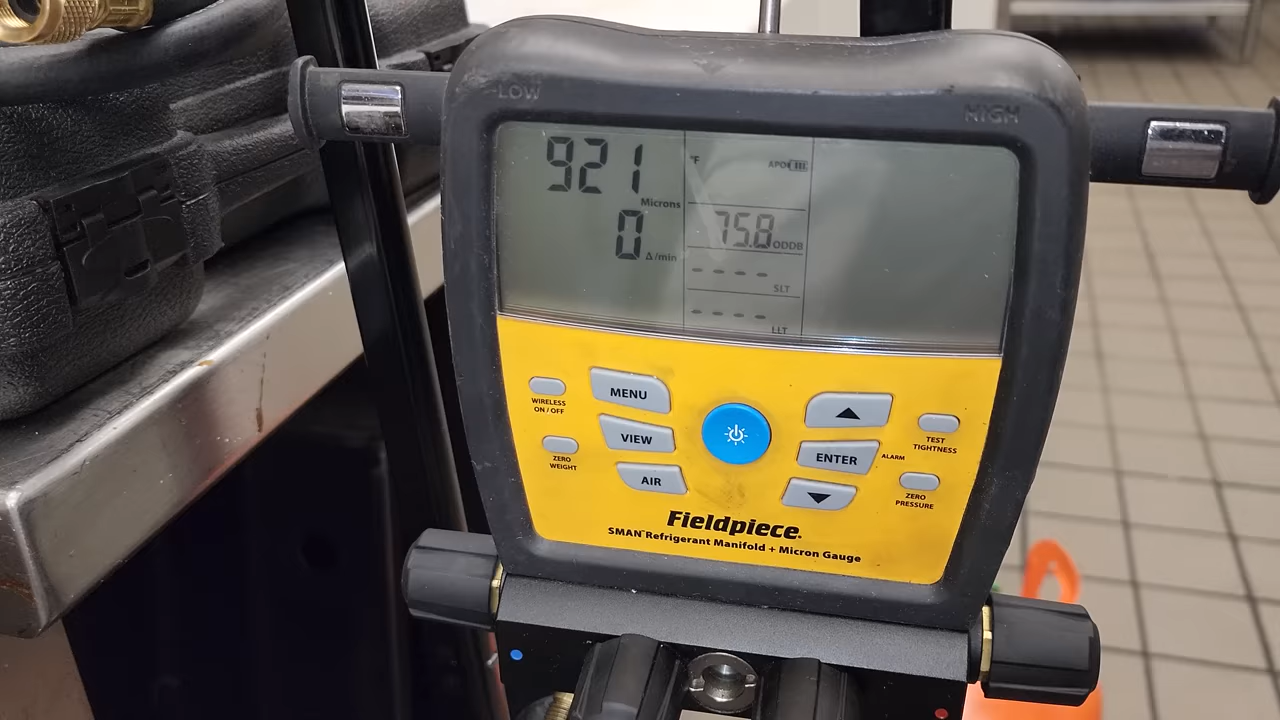 LOW
HIGH
921
Microns
°F
APO
0
Δ/min
75.8 ODDB
- - - -
SLT
- - - -
LLT
WIRELESS
ON / OFF
MENU
TEST
TIGHTNESS
VIEW
ENTER
ALARM
ZERO
WEIGHT
AIR
ZERO
PRESSURE
Fieldpiece
SMAN™ Refrigerant Manifold + Micron Gauge